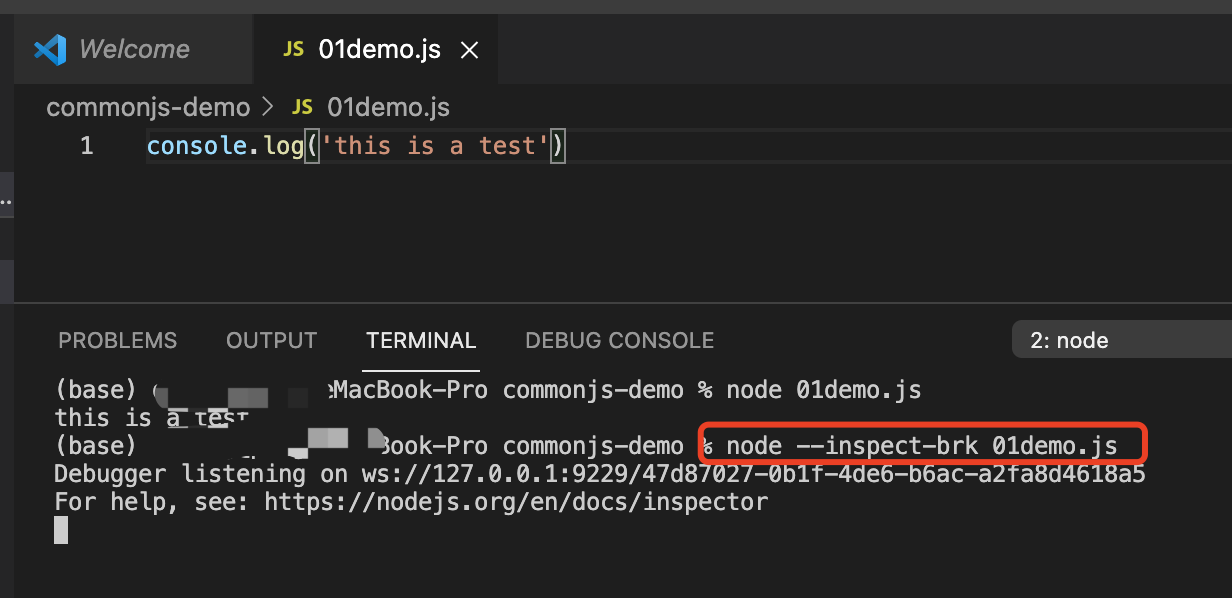 Welcome
JS 01demo.js
commonjs-demo > JS 01demo.js
1 console.log('this is a test')
PROBLEMS OUTPUT TERMINAL DEBUG CONSOLE 2: node
(base) MacBook-Pro commonjs-demo % node 01demo.js
this is a test
(base) Book-Pro commonjs-demo % node --inspect-brk 01demo.js
Debugger listening on ws://127.0.0.1:9229/47d87027-0b1f-4de6-b6ac-a2fa8d4618a5
For help, see: https://nodejs.org/en/docs/inspector